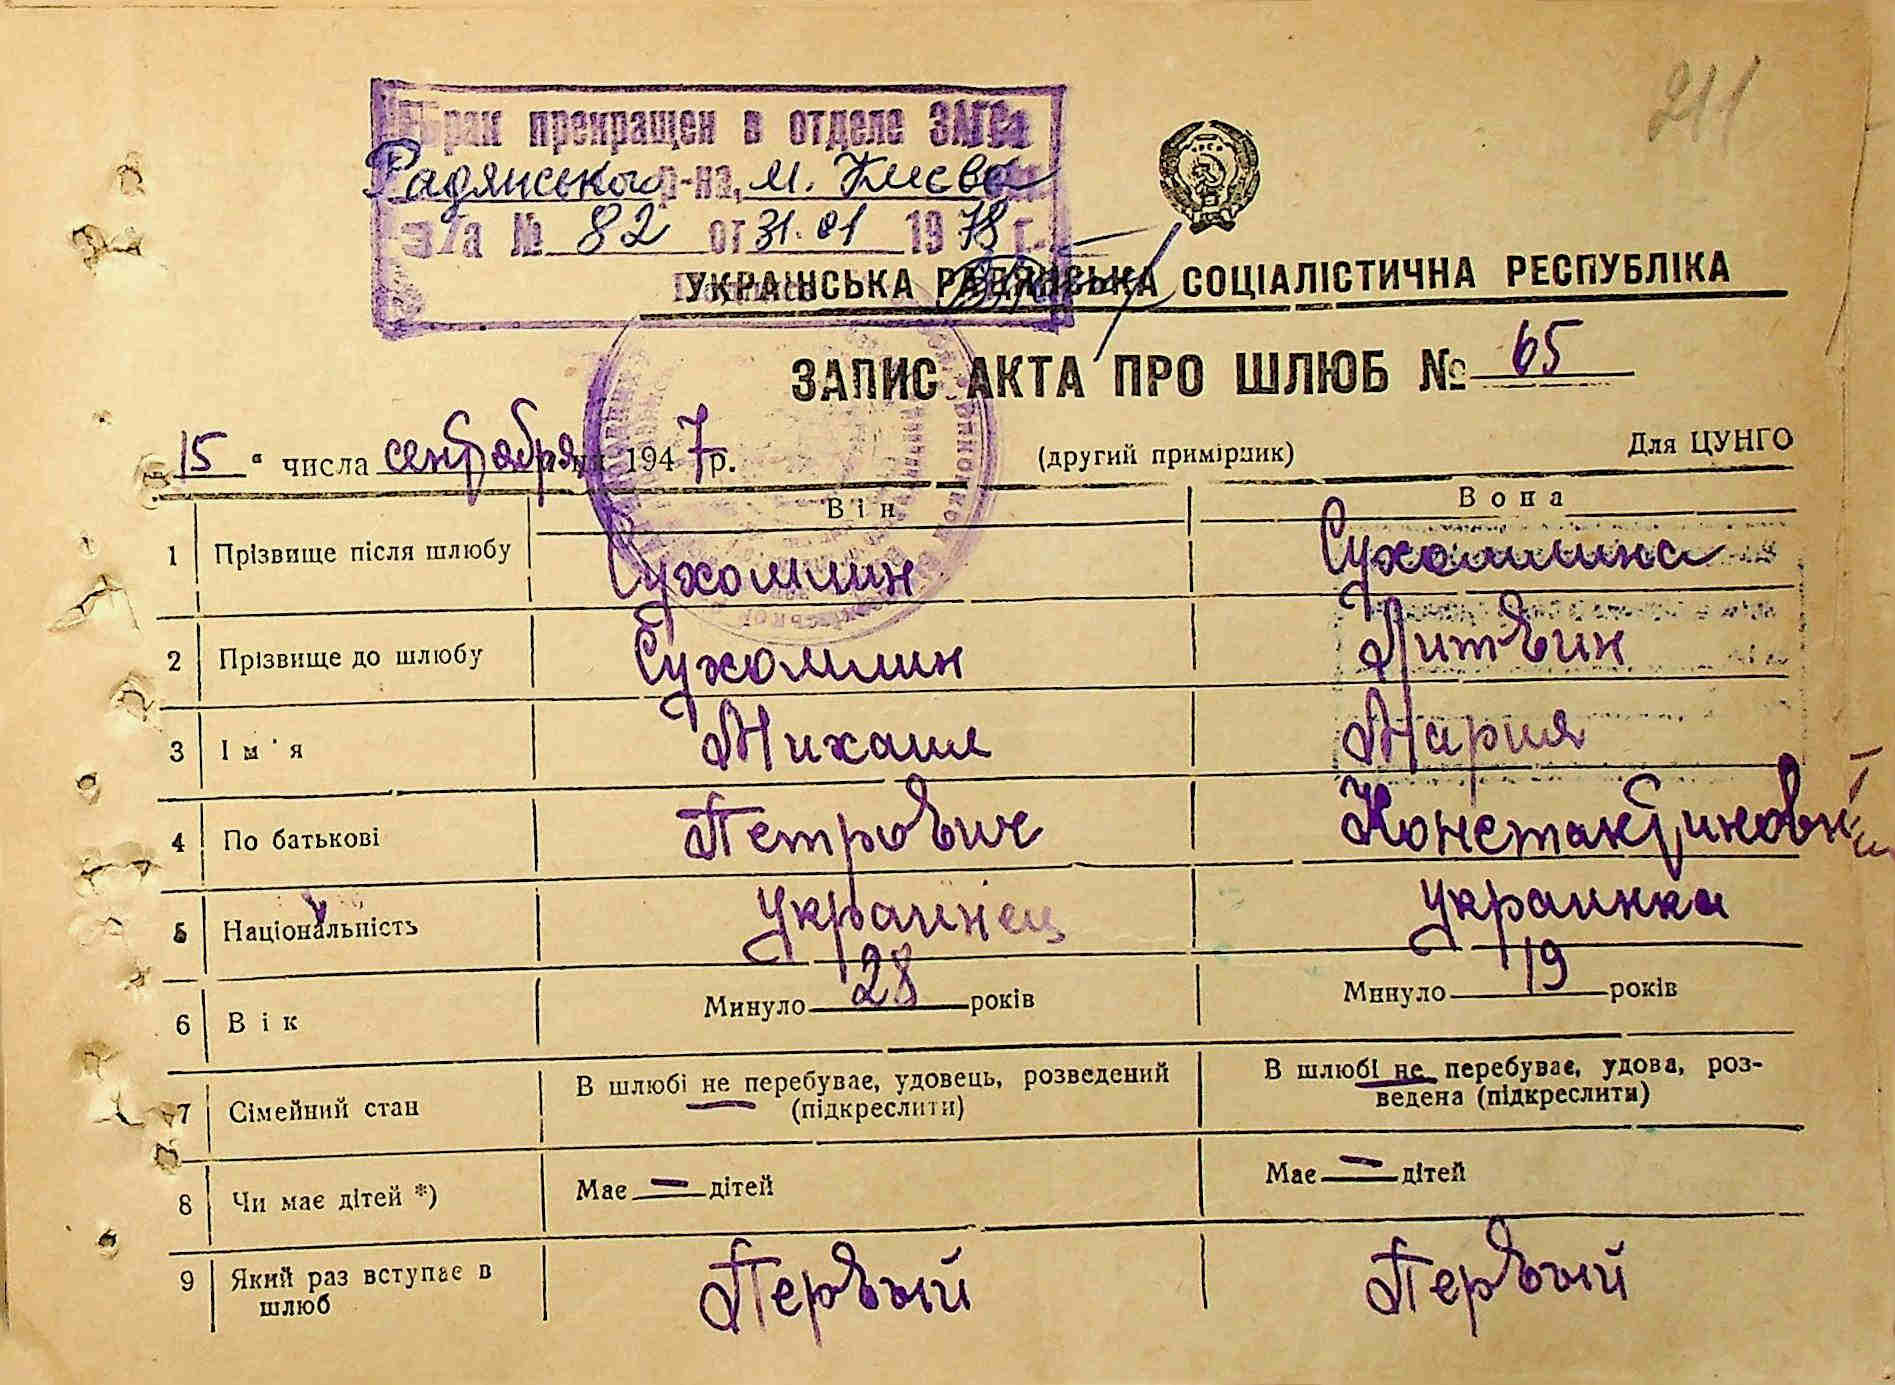 211
Брак прекращен в отделе ЗАГСа
Радянського р-на, м. Києва
з/а № 82 от 31.01 1978 г.
УКРАЇНСЬКА РАДЯНСЬКА СОЦІАЛІСТИЧНА РЕСПУБЛІКА
ЗАПИС АКТА ПРО ШЛЮБ № 65
15 " числа сентября 1947 р. (другий примірник) Для ЦУНГО
Він Вона
1 Прізвище після шлюбу Сухомлин Сухомлина
2 Прізвище до шлюбу Сухомлин Литвин
3 Ім'я Михаил Мария
4 По батькові Петрович
5 Національність украинец украинка
6 Вік Минуло 28 років Минуло 19 років
7 Сімейний стан В шлюбі не перебуває, удовець, розведений (підкреслити) В шлюбі не перебуває, удова, роз-
ведена (підкреслити)
8 Чи має дітей *) Має — дітей Має — дітей
9 Який раз вступає в шлюб Первый Первый